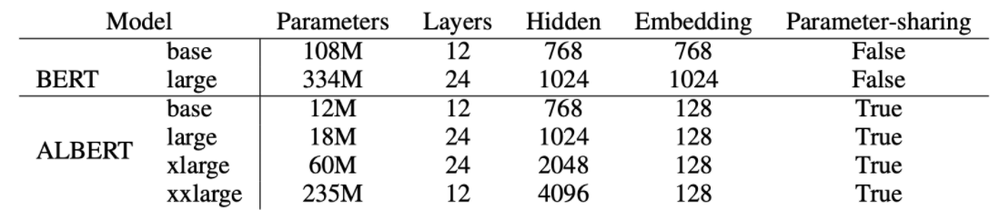 Model Parameters Layers Hidden Embedding Parameter-sharing
base 108M 12 768 768 False
BERT large 334M 24 1024 1024 False
base 12M 12 768 128 True
ALBERT large 18M 24 1024 128 True
xlarge 60M 24 2048 128 True
xxlarge 235M 12 4096 128 True